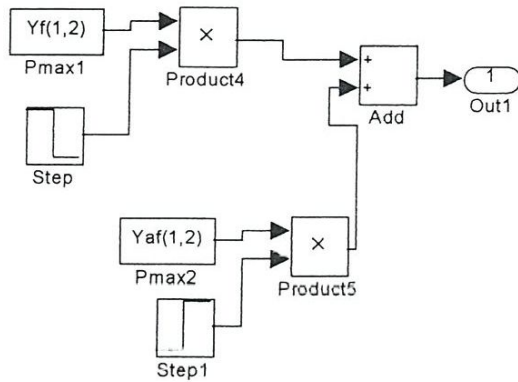 Yf(1,2)
Pmax1
×
Product4
Step
+
+
Add
1
Out1
Yaf(1,2)
Pmax2
×
Product5
Step1